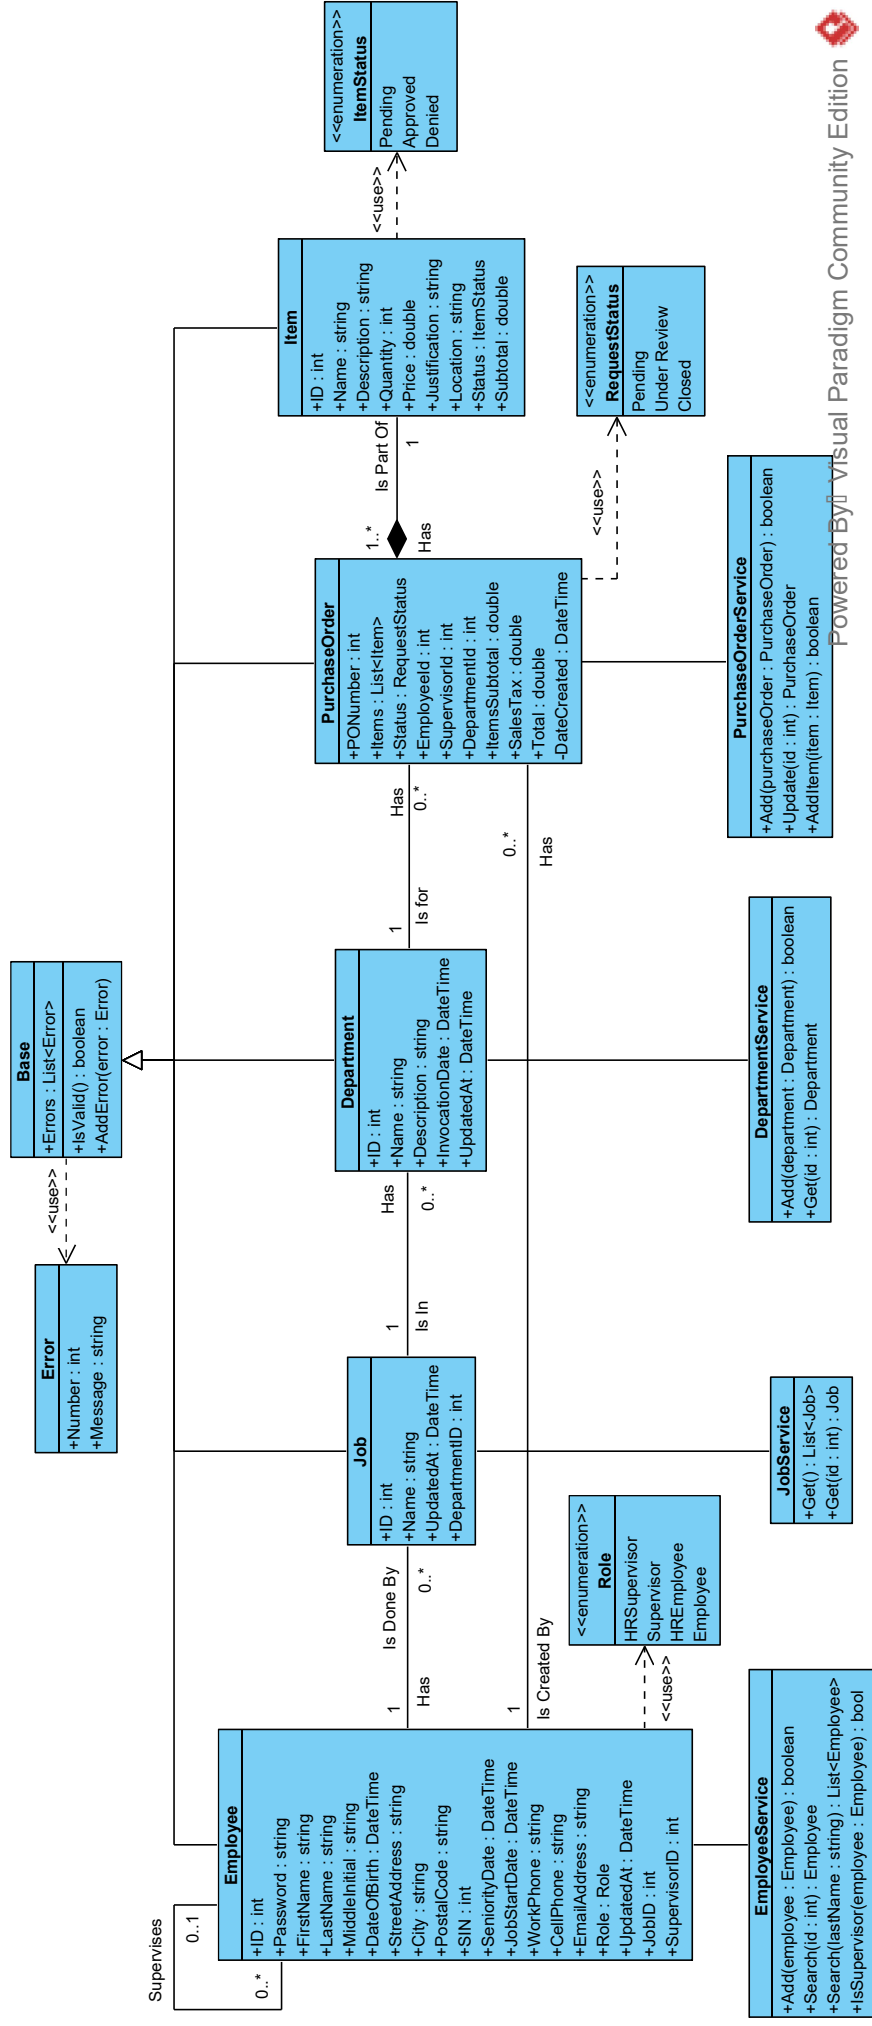 Base
+Errors : List<Error>
+IsValid() : boolean
+AddError(error : Error)
<<use>>
Error
+Number : int
+Message : string
Supervises
0..1
0..*
Employee
+ID : int
+Password : string
+FirstName : string
+LastName : string
+MiddleInitial : string
+DateOfBirth : DateTime
+StreetAddress : string
+City : string
+PostalCode : string
+SIN : int
+SeniorityDate : DateTime
+JobStartDate : DateTime
+WorkPhone : string
+CellPhone : string
+EmailAddress : string
+Role : Role
+UpdatedAt : DateTime
+JobID : int
+SupervisorID : int
Is Done By
1
0..*
Has
Job
+ID : int
+Name : string
+UpdatedAt : DateTime
+DepartmentID : int
Has
1
0..*
Is In
Department
+ID : int
+Name : string
+Description : string
+InvocationDate : DateTime
+UpdatedAt : DateTime
Has
1
0..*
Is for
PurchaseOrder
+PONumber : int
+Items : List<Item>
+Status : RequestStatus
+EmployeeId : int
+SupervisorId : int
+DepartmentId : int
+ItemsSubtotal : double
+SalesTax : double
+Total : double
-DateCreated : DateTime
1..*
Is Part Of
Has
1
Item
+ID : int
+Name : string
+Description : string
+Quantity : int
+Price : double
+Justification : string
+Location : string
+Status : ItemStatus
+Subtotal : double
<<use>>
<<enumeration>>
ItemStatus
Pending
Approved
Denied
1
Is Created By
0..*
Has
<<use>>
<<enumeration>>
Role
HRSupervisor
Supervisor
HREmployee
Employee
<<use>>
<<enumeration>>
RequestStatus
Pending
Under Review
Closed
EmployeeService
+Add(employee : Employee) : boolean
+Search(id : int) : Employee
+Search(lastName : string) : List<Employee>
+IsSupervisor(employee : Employee) : bool
JobService
+Get() : List<Job>
+Get(id : int) : Job
DepartmentService
+Add(department : Department) : boolean
+Get(id : int) : Department
PurchaseOrderService
+Add(purchaseOrder : PurchaseOrder) : boolean
+Update(id : int) : PurchaseOrder
+AddItem(item : Item) : boolean
Powered By Visual Paradigm Community Edition